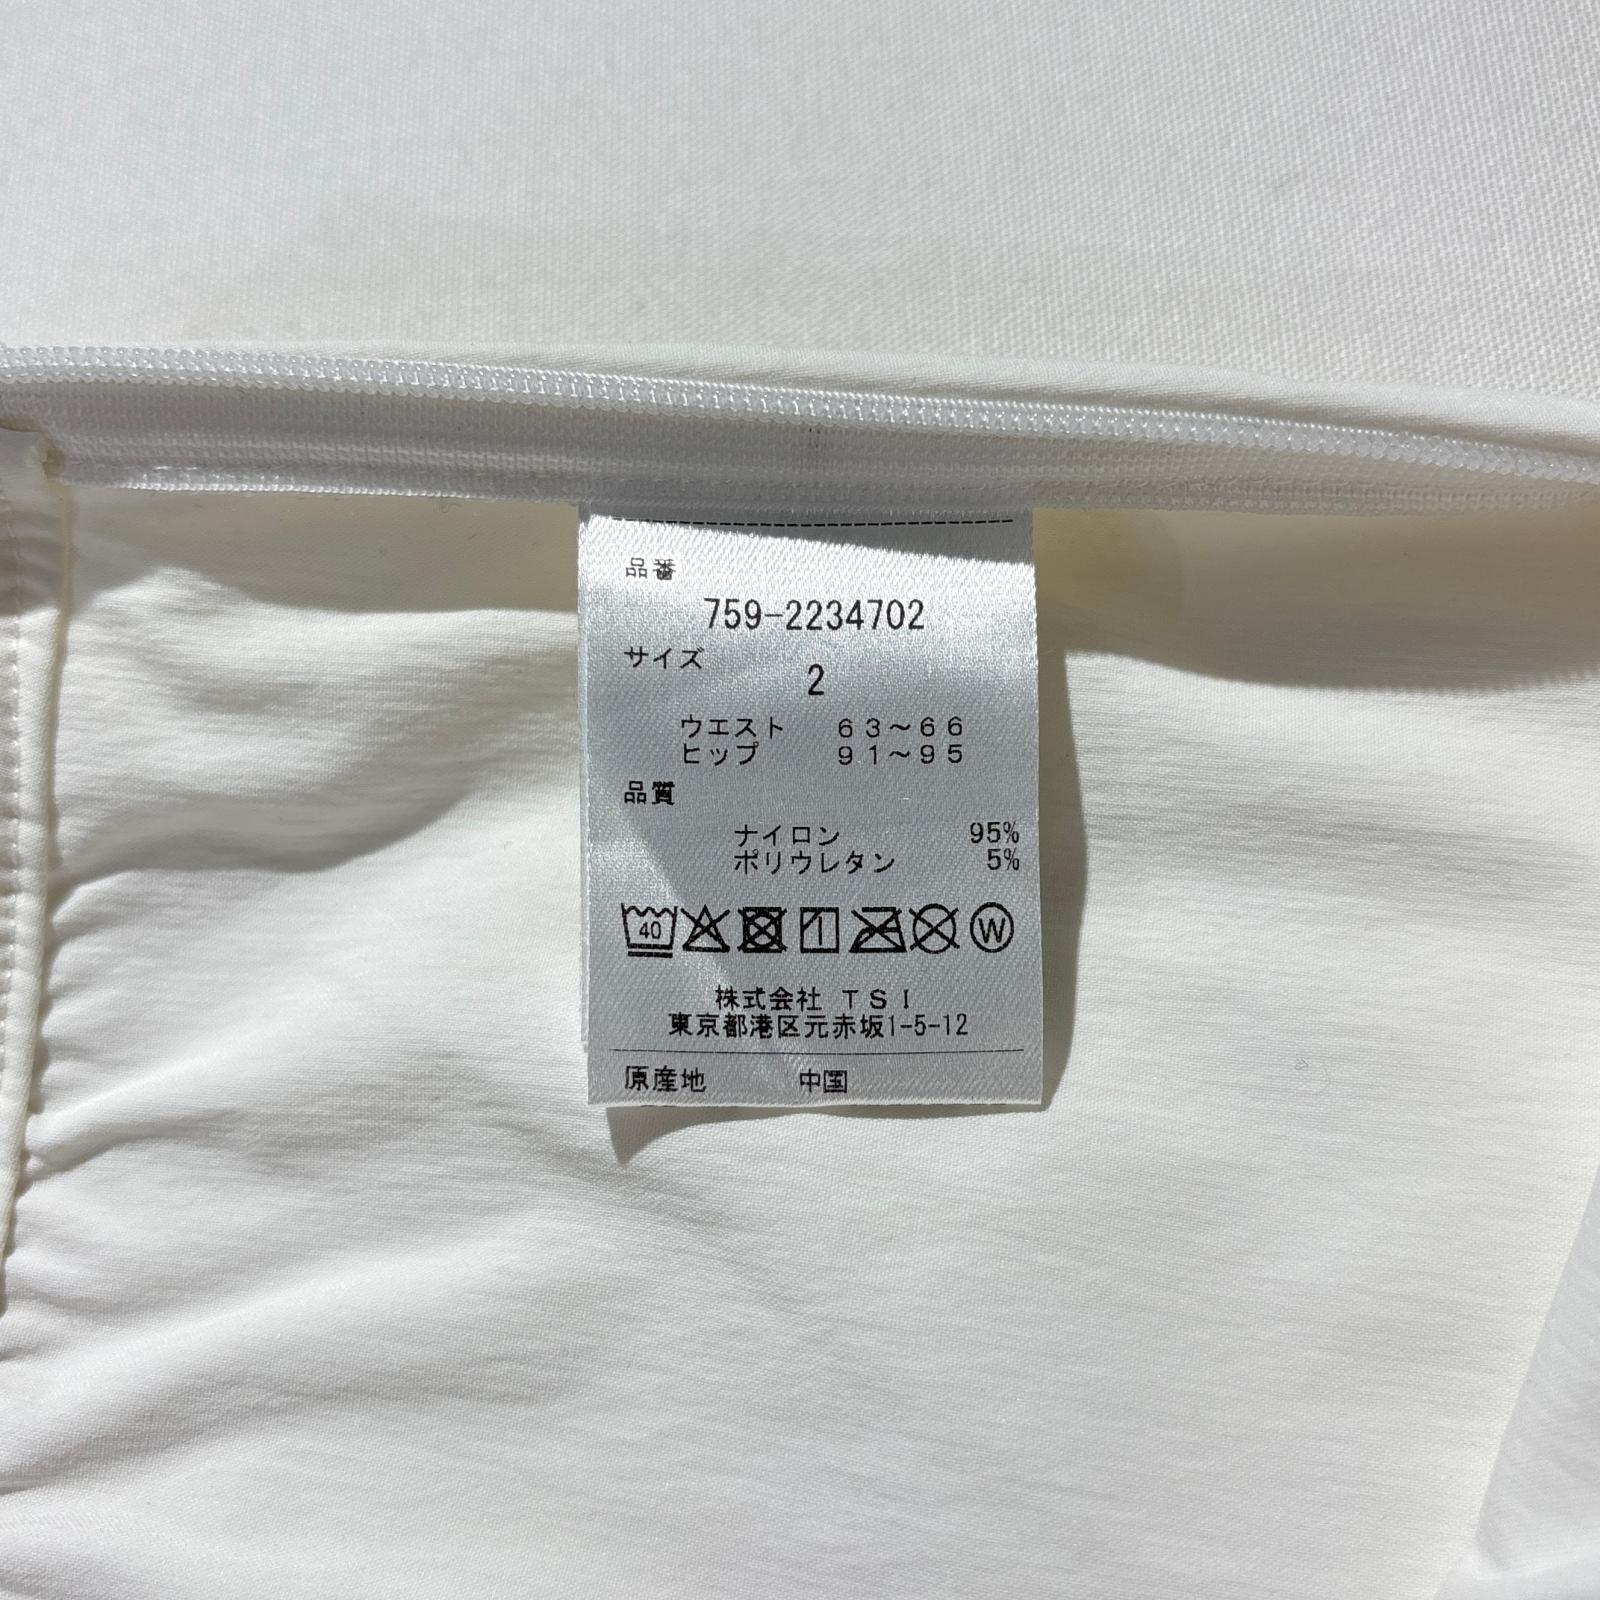 品番
759-2234702
サイズ
2
ウエスト 63~66
ヒップ 91~95
品質
ナイロン 95%
ポリウレタン 5%
40 W
株式会社 TSI
東京都港区元赤坂1-5-12
原産地 中国